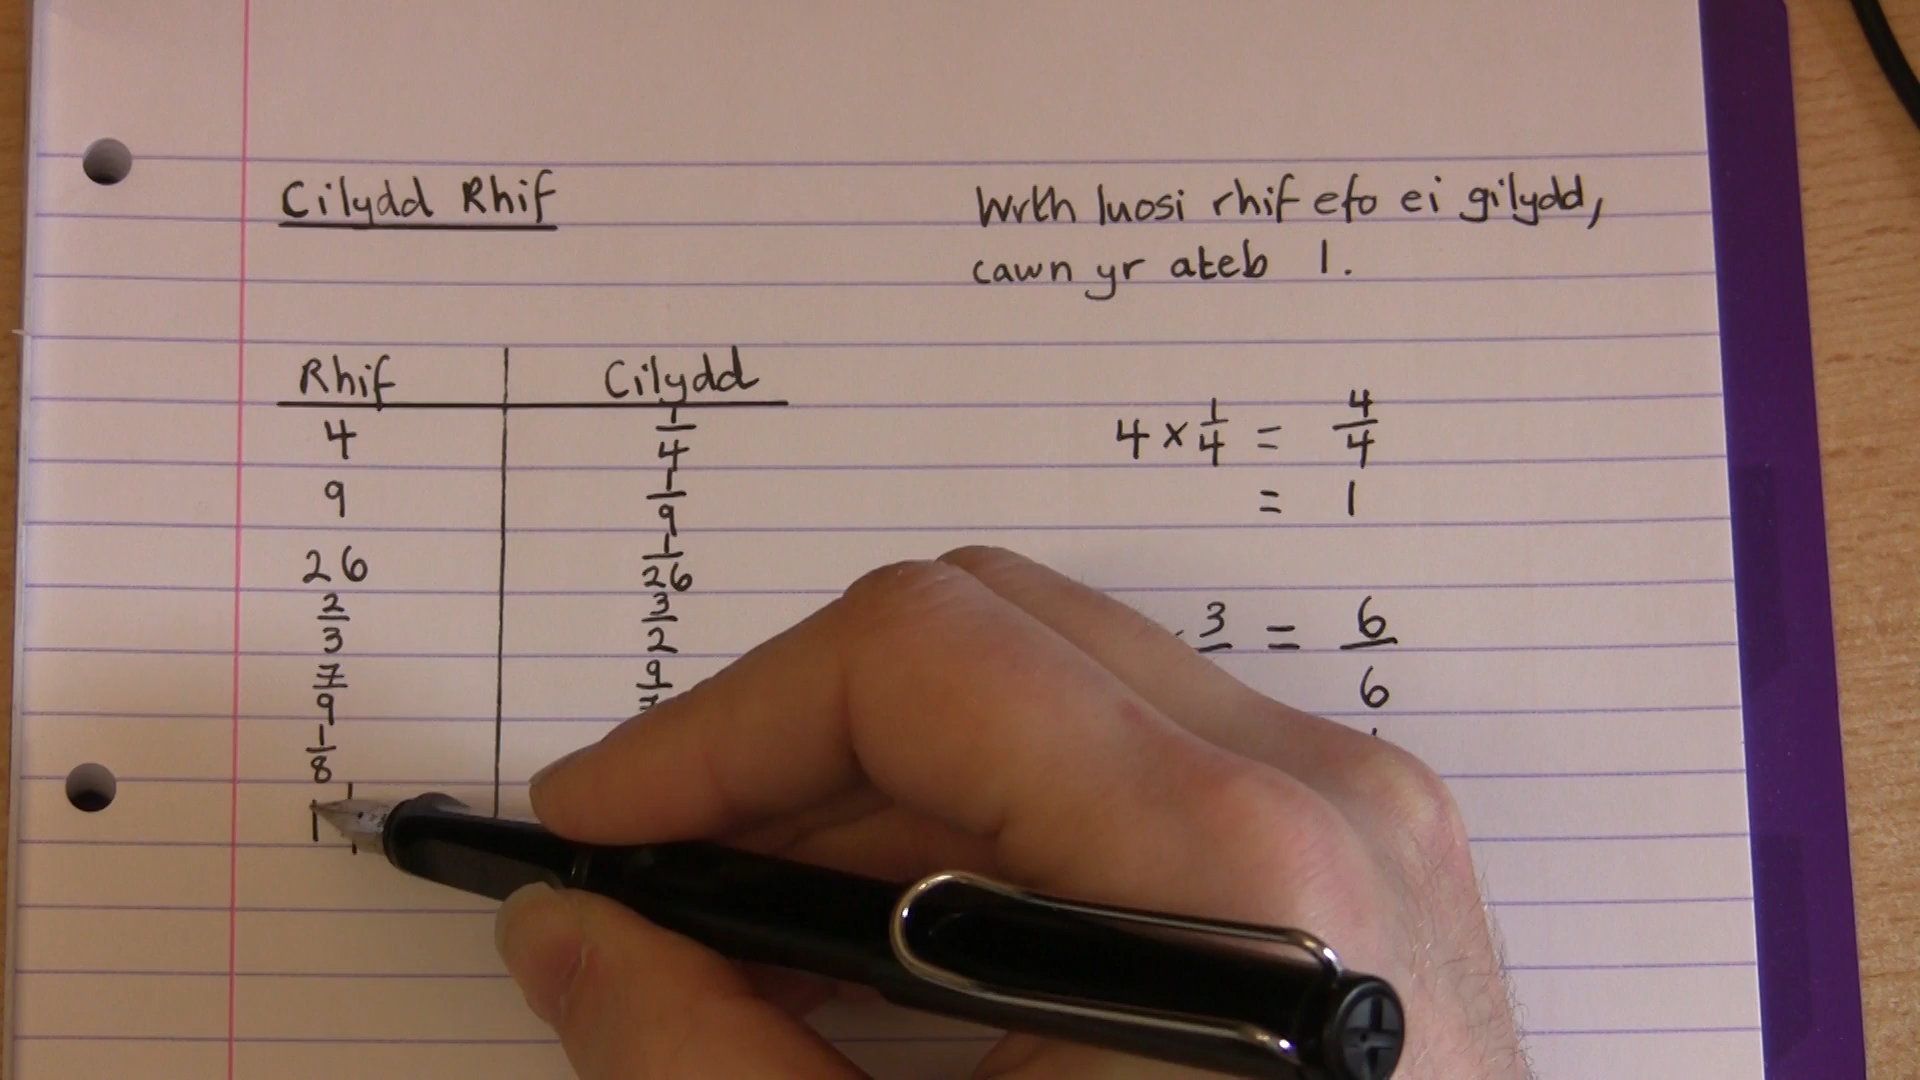 Cilydd Rhif
Wrth luosi rhif efo ei gilydd,
cawn yr ateb 1.
Rhif Cilydd
4 1/4
9 1/9
26 1/26
2/3 3/2
7/9 9/7
1/8
4 × 1/4 = 4/4
= 1
3 = 6/6